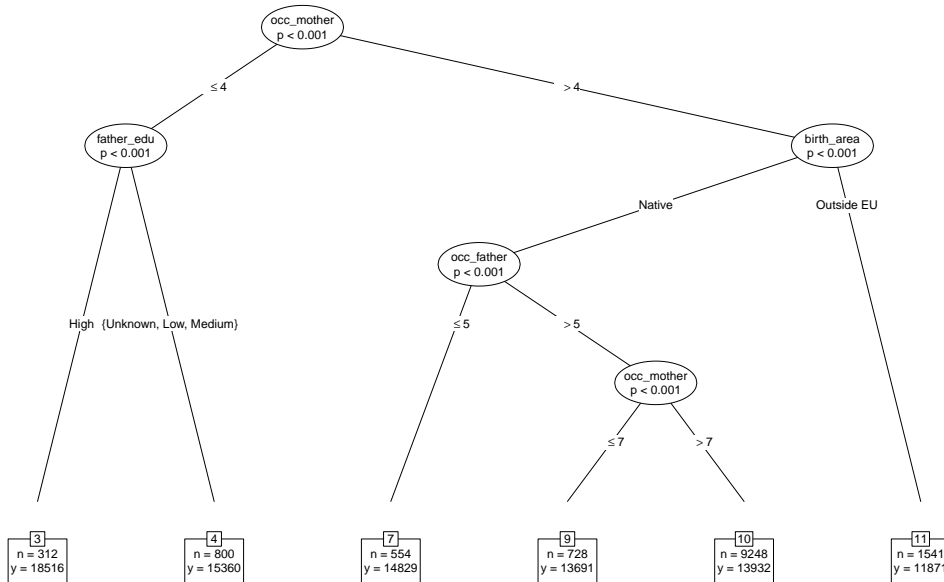 occ_mother
p < 0.001
≤ 4
> 4
father_edu
p < 0.001
birth_area
p < 0.001
Native
Outside EU
occ_father
p < 0.001
High
{Unknown, Low, Medium}
≤ 5
> 5
occ_mother
p < 0.001
≤ 7
> 7
3
n = 312
y = 18516
4
n = 800
y = 15360
7
n = 554
y = 14829
9
n = 728
y = 13691
10
n = 9248
y = 13932
11
n = 1541
y = 11871